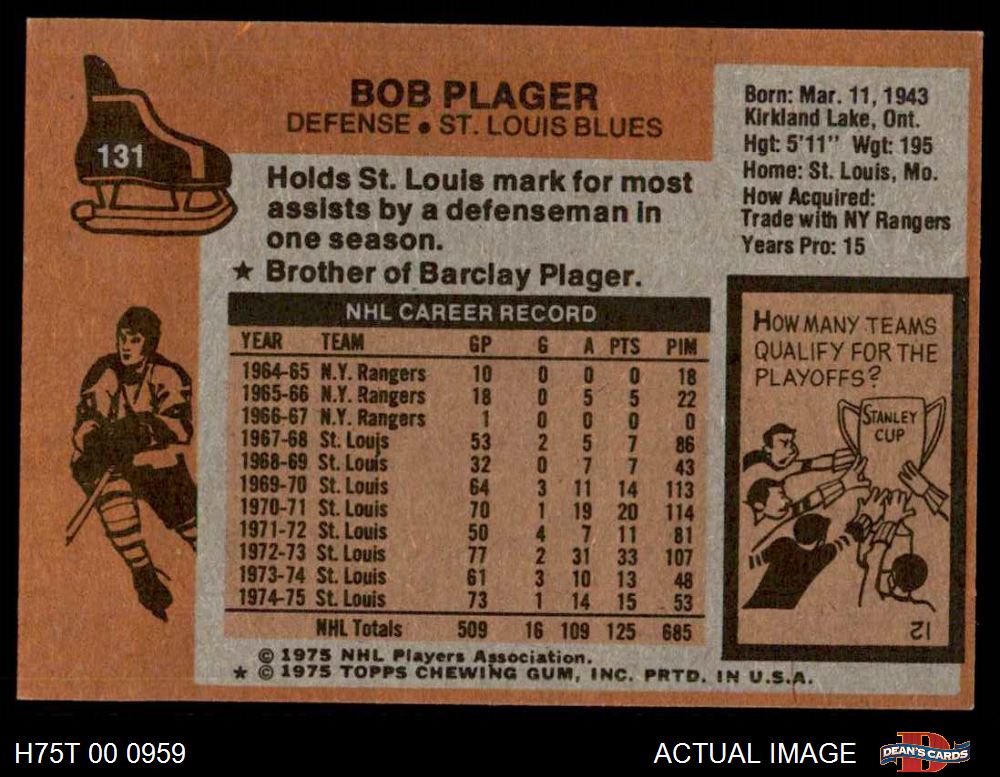 131
BOB PLAGER
DEFENSE • ST. LOUIS BLUES
Holds St. Louis mark for most
assists by a defenseman in
one season.
★ Brother of Barclay Plager.
Born: Mar. 11, 1943
Kirkland Lake, Ont.
Hgt: 5'11" Wgt: 195
Home: St. Louis, Mo.
How Acquired:
Trade with NY Rangers
Years Pro: 15
NHL CAREER RECORD
YEAR TEAM GP G A PTS PIM
1964-65 N.Y. Rangers 10 0 0 0 18
1965-66 N.Y. Rangers 18 0 5 5 22
1966-67 N.Y. Rangers 1 0 0 0 0
1967-68 St. Louis 53 2 5 7 86
1968-69 St. Louis 32 0 7 7 43
1969-70 St. Louis 64 3 11 14 113
1970-71 St. Louis 70 1 19 20 114
1971-72 St. Louis 50 4 7 11 81
1972-73 St. Louis 77 2 31 33 107
1973-74 St. Louis 61 3 10 13 48
1974-75 St. Louis 73 1 14 15 53
NHL Totals 509 16 109 125 685
HOW MANY TEAMS
QUALIFY FOR THE
PLAYOFFS?
STANLEY
CUP
12
© 1975 NHL Players Association.
★ © 1975 TOPPS CHEWING GUM, INC. PRTD. IN U.S.A.
H75T 00 0959
ACTUAL IMAGE
DEAN'S CARDS